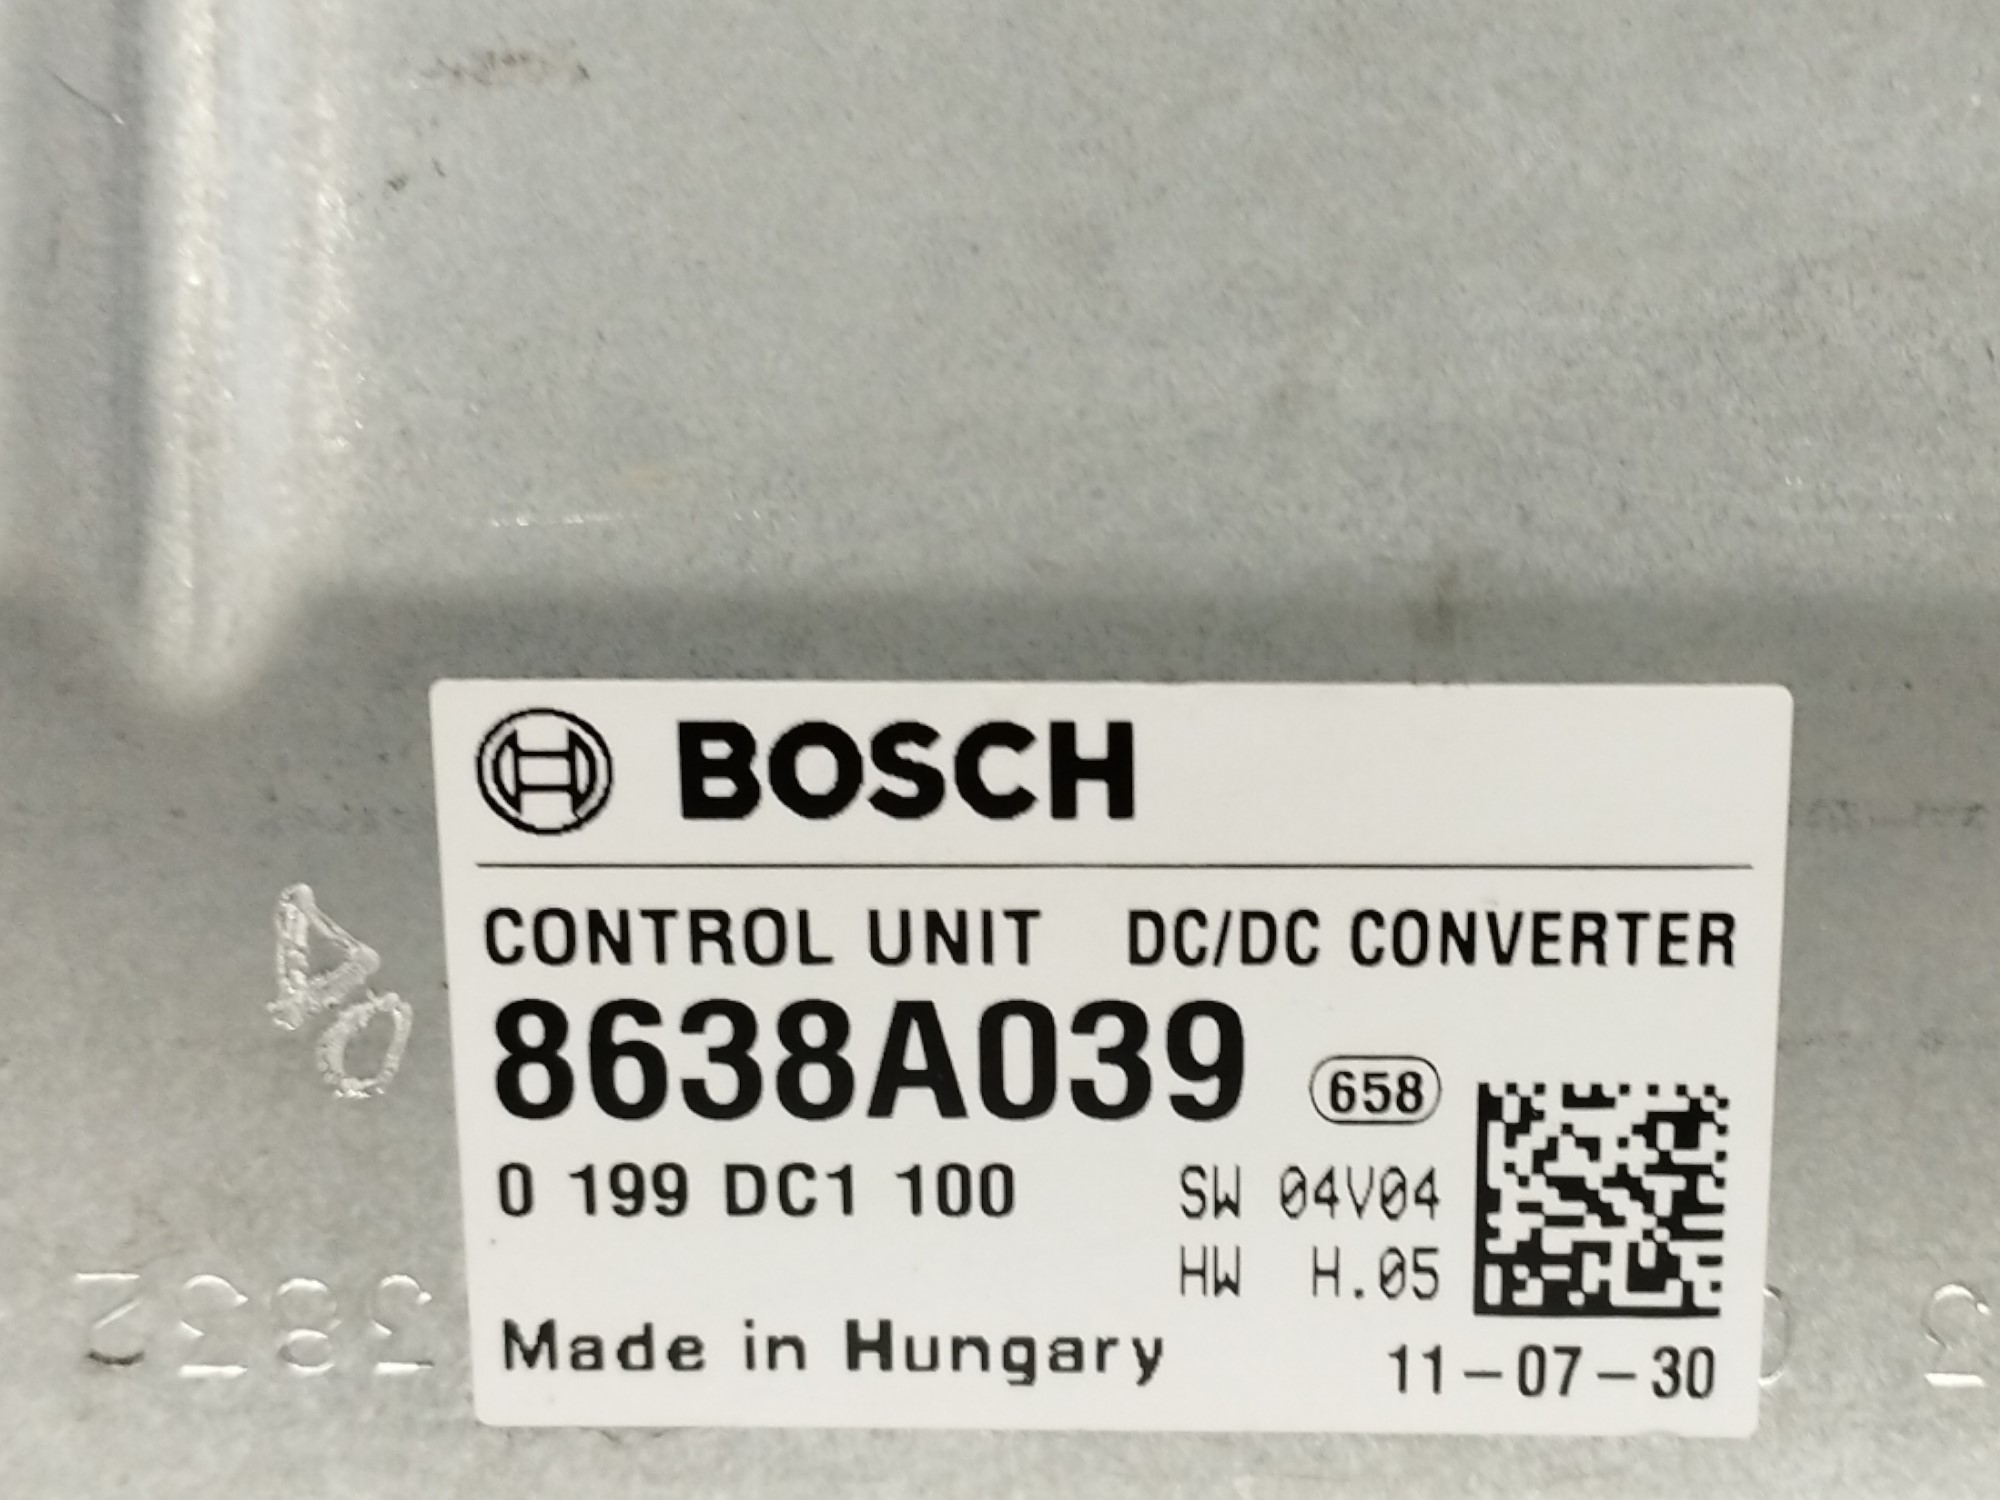 BOSCH
CONTROL UNIT DC/DC CONVERTER
8638A039
658
0 199 DC1 100
SW 04V04
HW H.05
Made in Hungary
11-07-30